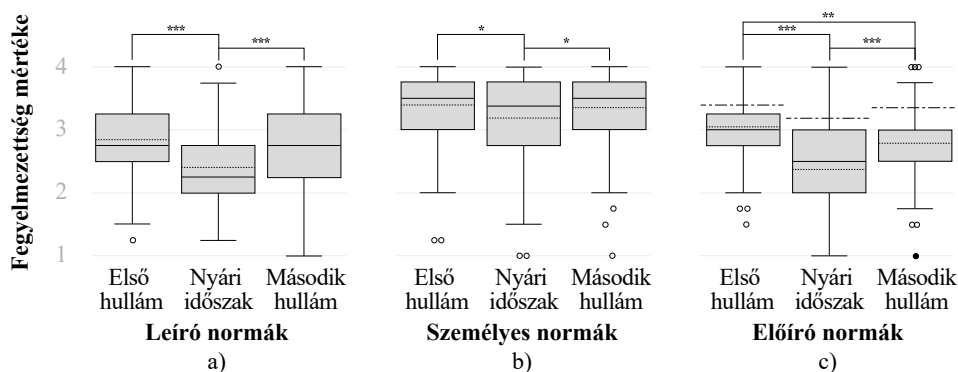 Fegyelmezettség mértéke
4
3
2
1
***
***
*
*
**
***
***
Első hullám
Nyári időszak
Második hullám
Első hullám
Nyári időszak
Második hullám
Első hullám
Nyári időszak
Második hullám
Leíró normák
Személyes normák
Előíró normák
a)
b)
c)